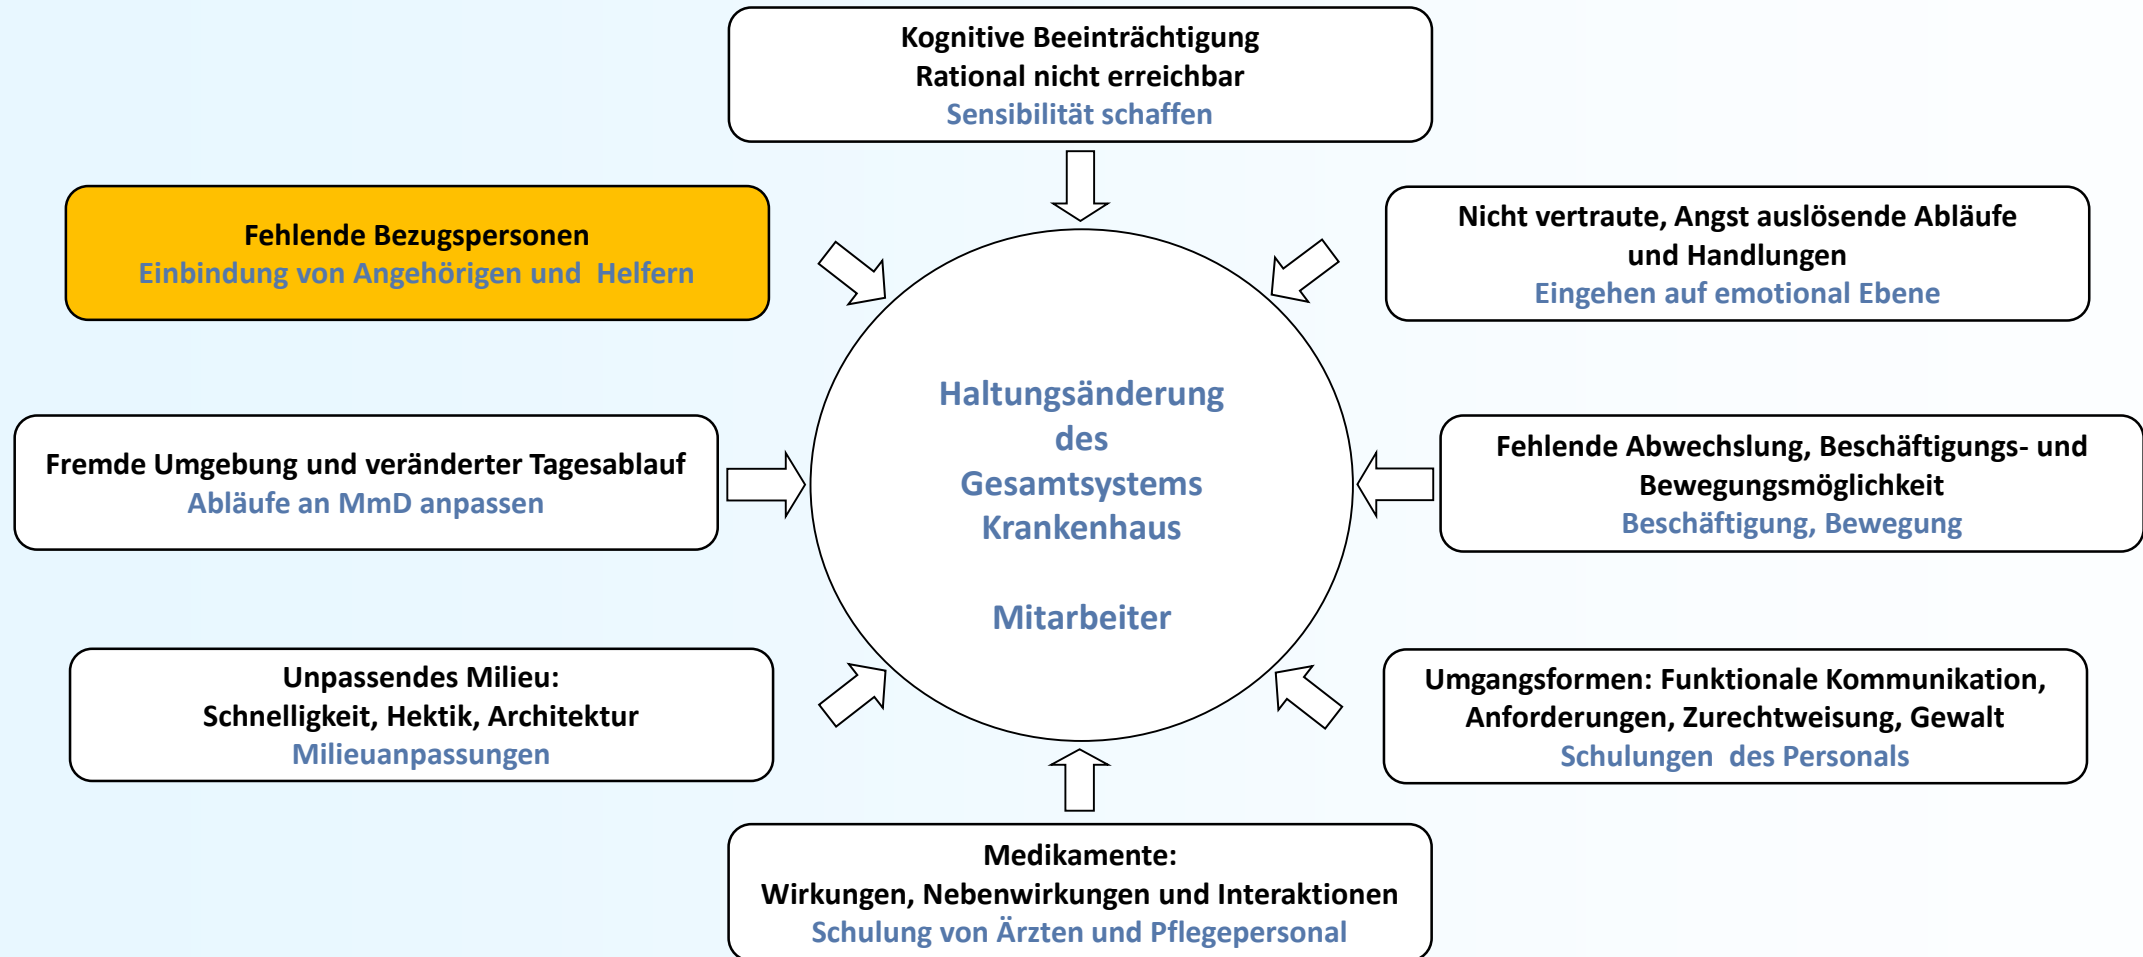 Kognitive Beeinträchtigung
Rational nicht erreichbar
Sensibilität schaffen
Fehlende Bezugspersonen
Einbindung von Angehörigen und  Helfern
Nicht vertraute, Angst auslösende Abläufe
und Handlungen
Eingehen auf emotional Ebene
Haltungsänderung
des
Gesamtsystems
Krankenhaus
Mitarbeiter
Fremde Umgebung und veränderter Tagesablauf
Abläufe an MmD anpassen
Fehlende Abwechslung, Beschäftigungs- und
Bewegungsmöglichkeit
Beschäftigung, Bewegung
Unpassendes Milieu:
Schnelligkeit, Hektik, Architektur
Milieuanpassungen
Umgangsformen: Funktionale Kommunikation,
Anforderungen, Zurechtweisung, Gewalt
Schulungen  des Personals
Medikamente:
Wirkungen, Nebenwirkungen und Interaktionen
Schulung von Ärzten und Pflegepersonal